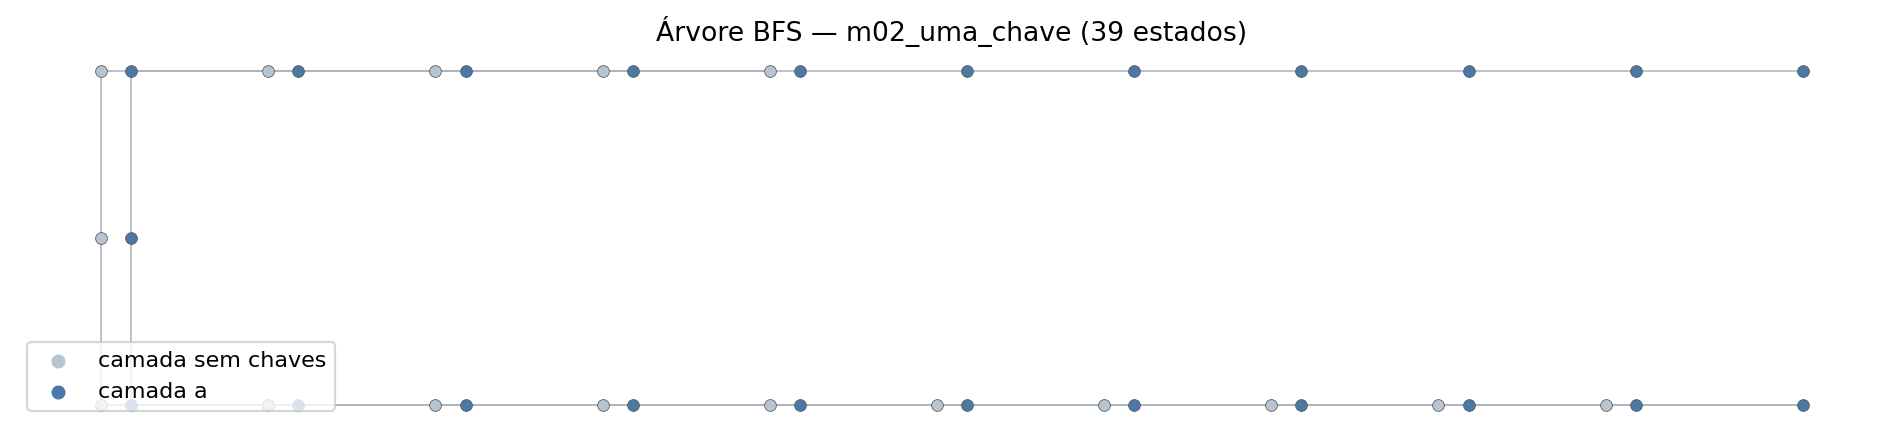 Árvore BFS — m02_uma_chave (39 estados)
camada sem chaves
camada a